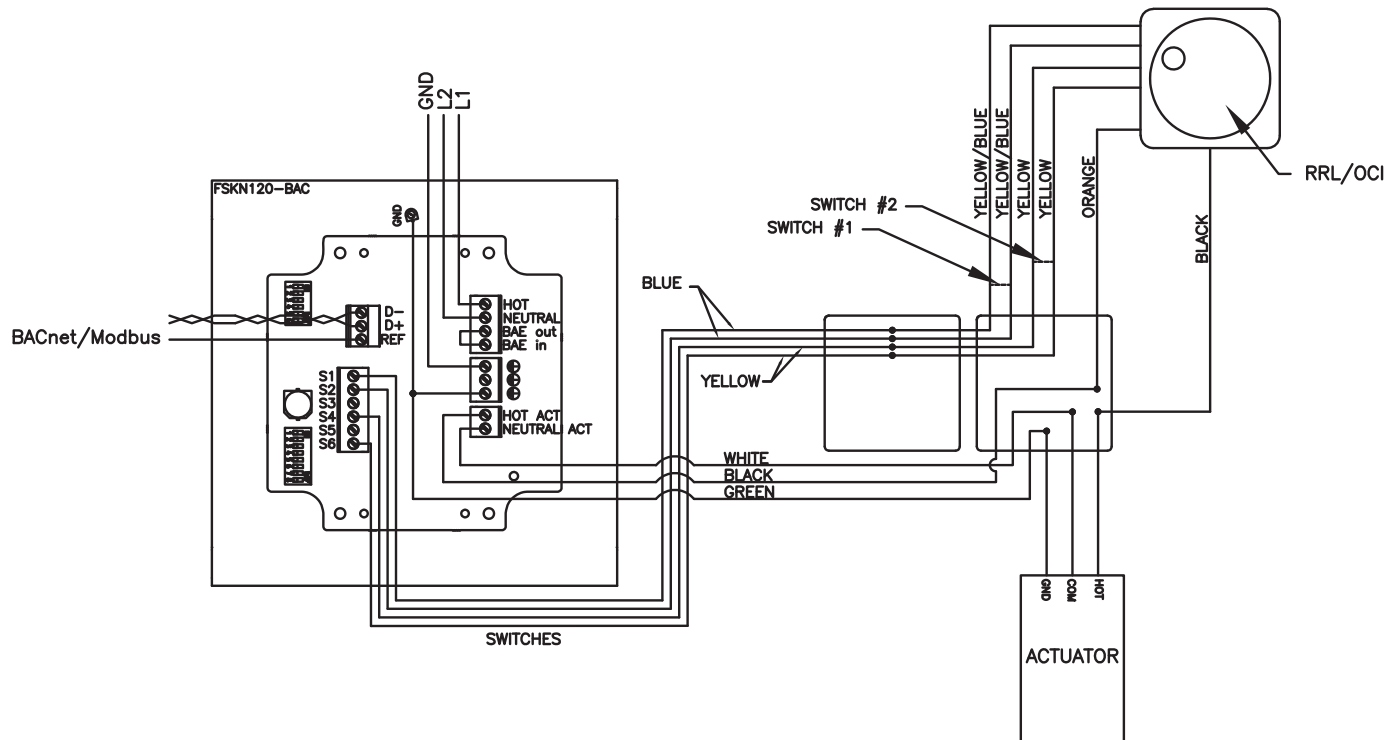 GND
L2
L1
FSKN120-BAC
GND
D-
D+
REF
BACnet/Modbus
HOT
NEUTRAL
BAE out
BAE in
S1
S2
S3
S4
S5
S6
HOT ACT
NEUTRAL ACT
WHITE
BLACK
GREEN
SWITCHES
BLUE
YELLOW
SWITCH #2
SWITCH #1
YELLOW/BLUE
YELLOW/BLUE
YELLOW
YELLOW
ORANGE
BLACK
RRL/OCI
GND
COM
HOT
ACTUATOR